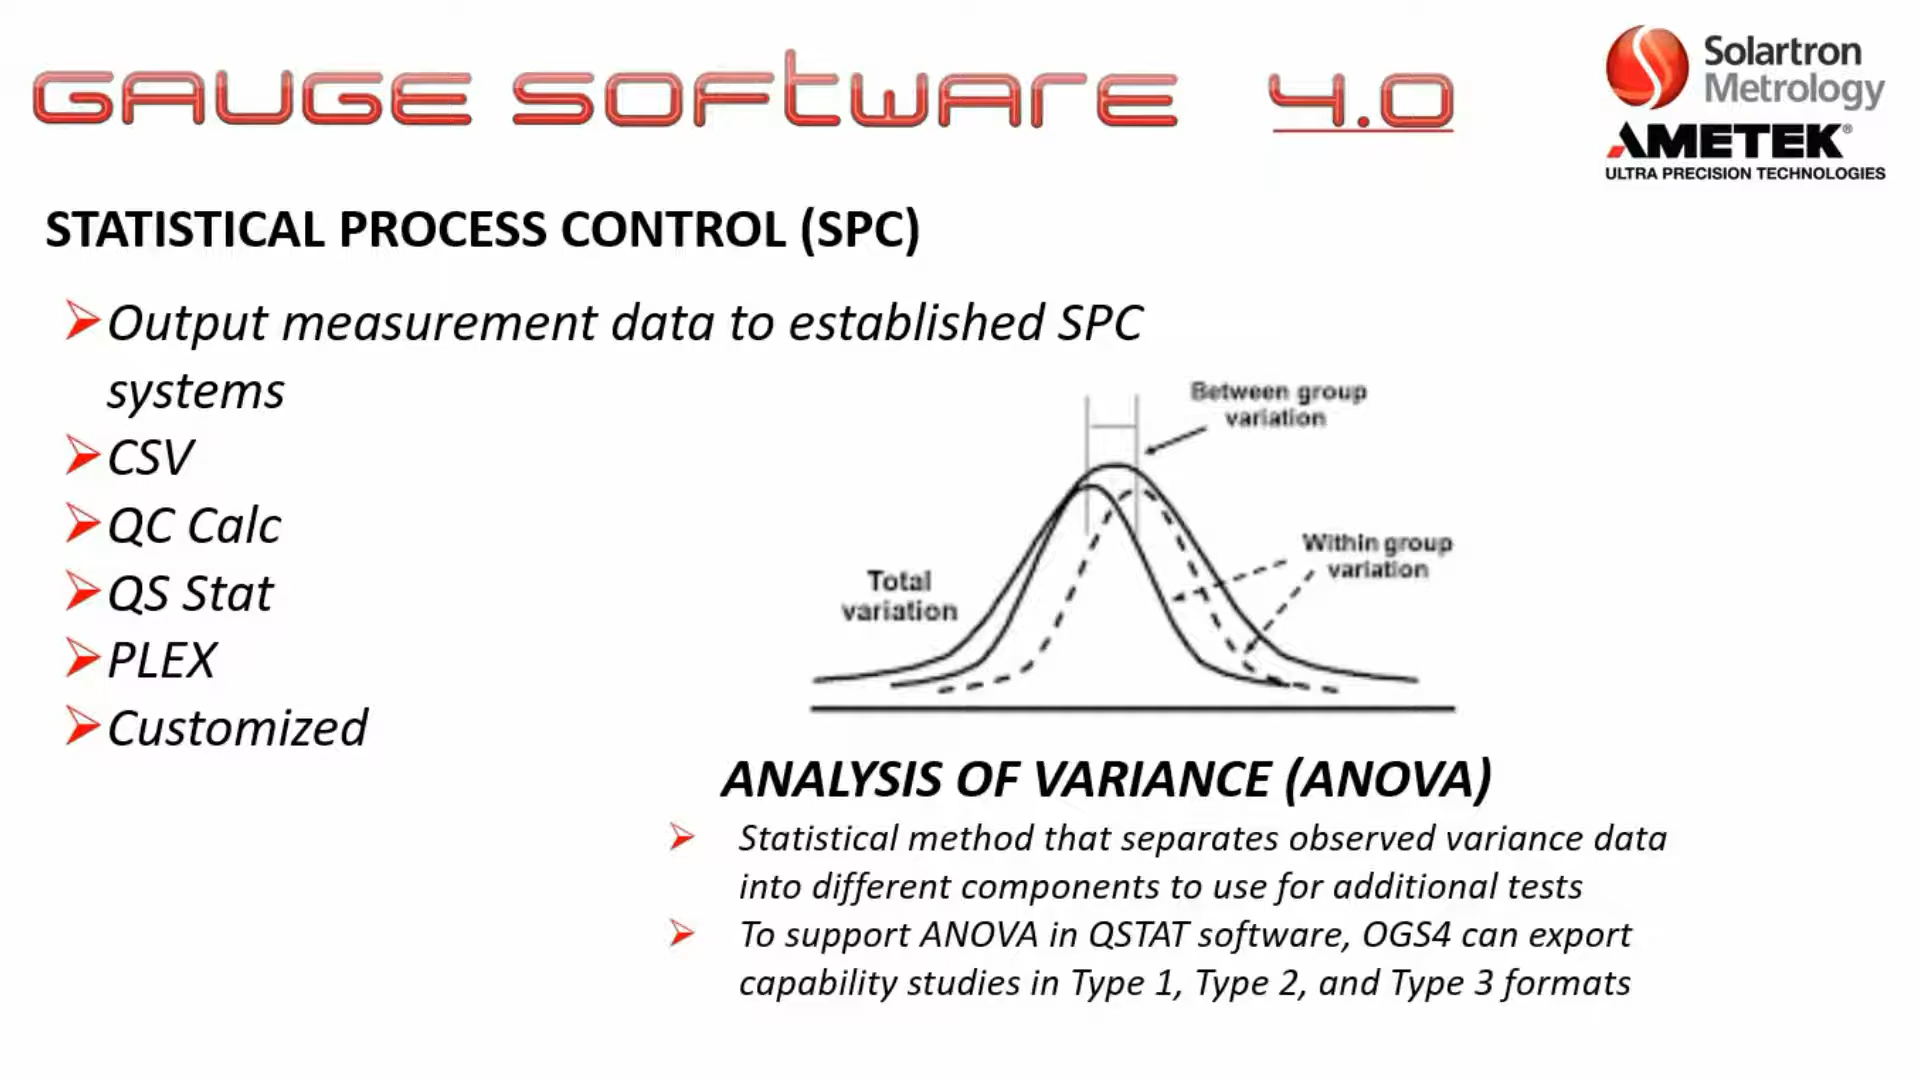 GAUGE SOFTWARE 4.0
Solartron
Metrology
AMETEK®
ULTRA PRECISION TECHNOLOGIES
STATISTICAL PROCESS CONTROL (SPC)
Output measurement data to established SPC
systems
CSV
QC Calc
QS Stat
PLEX
Customized
Between group
variation
Within group
variation
Total
variation
ANALYSIS OF VARIANCE (ANOVA)
Statistical method that separates observed variance data
into different components to use for additional tests
To support ANOVA in QSTAT software, OGS4 can export
capability studies in Type 1, Type 2, and Type 3 formats